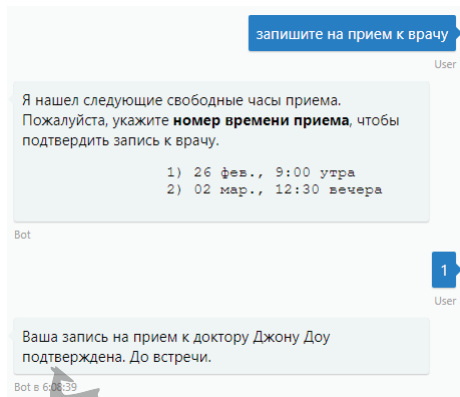 запишите на прием к врачу
User
Я нашел следующие свободные часы приема.
Пожалуйста, укажите номер времени приема, чтобы
подтвердить запись к врачу.
1) 26 фев., 9:00 утра
2) 02 мар., 12:30 вечера
Bot
1
User
Ваша запись на прием к доктору Джону Доу
подтверждена. До встречи.
Bot в 6:08:39